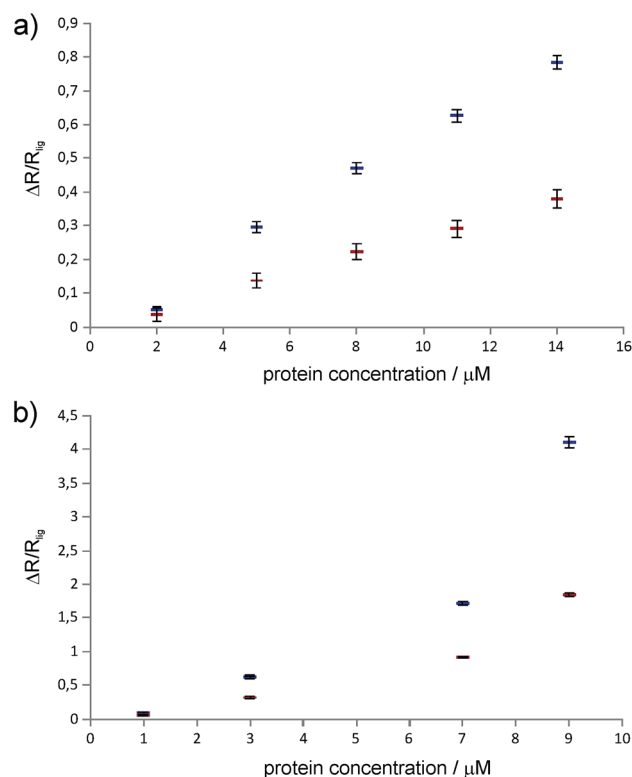 a)
0,9
0,8
0,7
0,6
0,5
0,4
0,3
0,2
0,1
0
ΔR/R_lig
0 2 4 6 8 10 12 14 16
protein concentration / µM
b)
4,5
4
3,5
3
2,5
2
1,5
1
0,5
0
ΔR/R_lig
0 1 2 3 4 5 6 7 8 9 10
protein concentration / µM